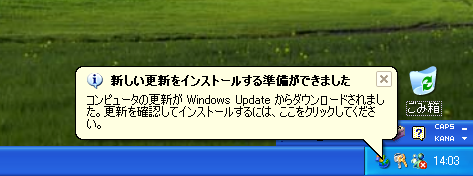 新しい更新をインストールする準備ができました
コンピュータの更新が Windows Update からダウンロードされまし
た。更新を確認してインストールするには、ここをクリックしてくださ
い。
ごみ箱
?
CAPS
KANA
14:03